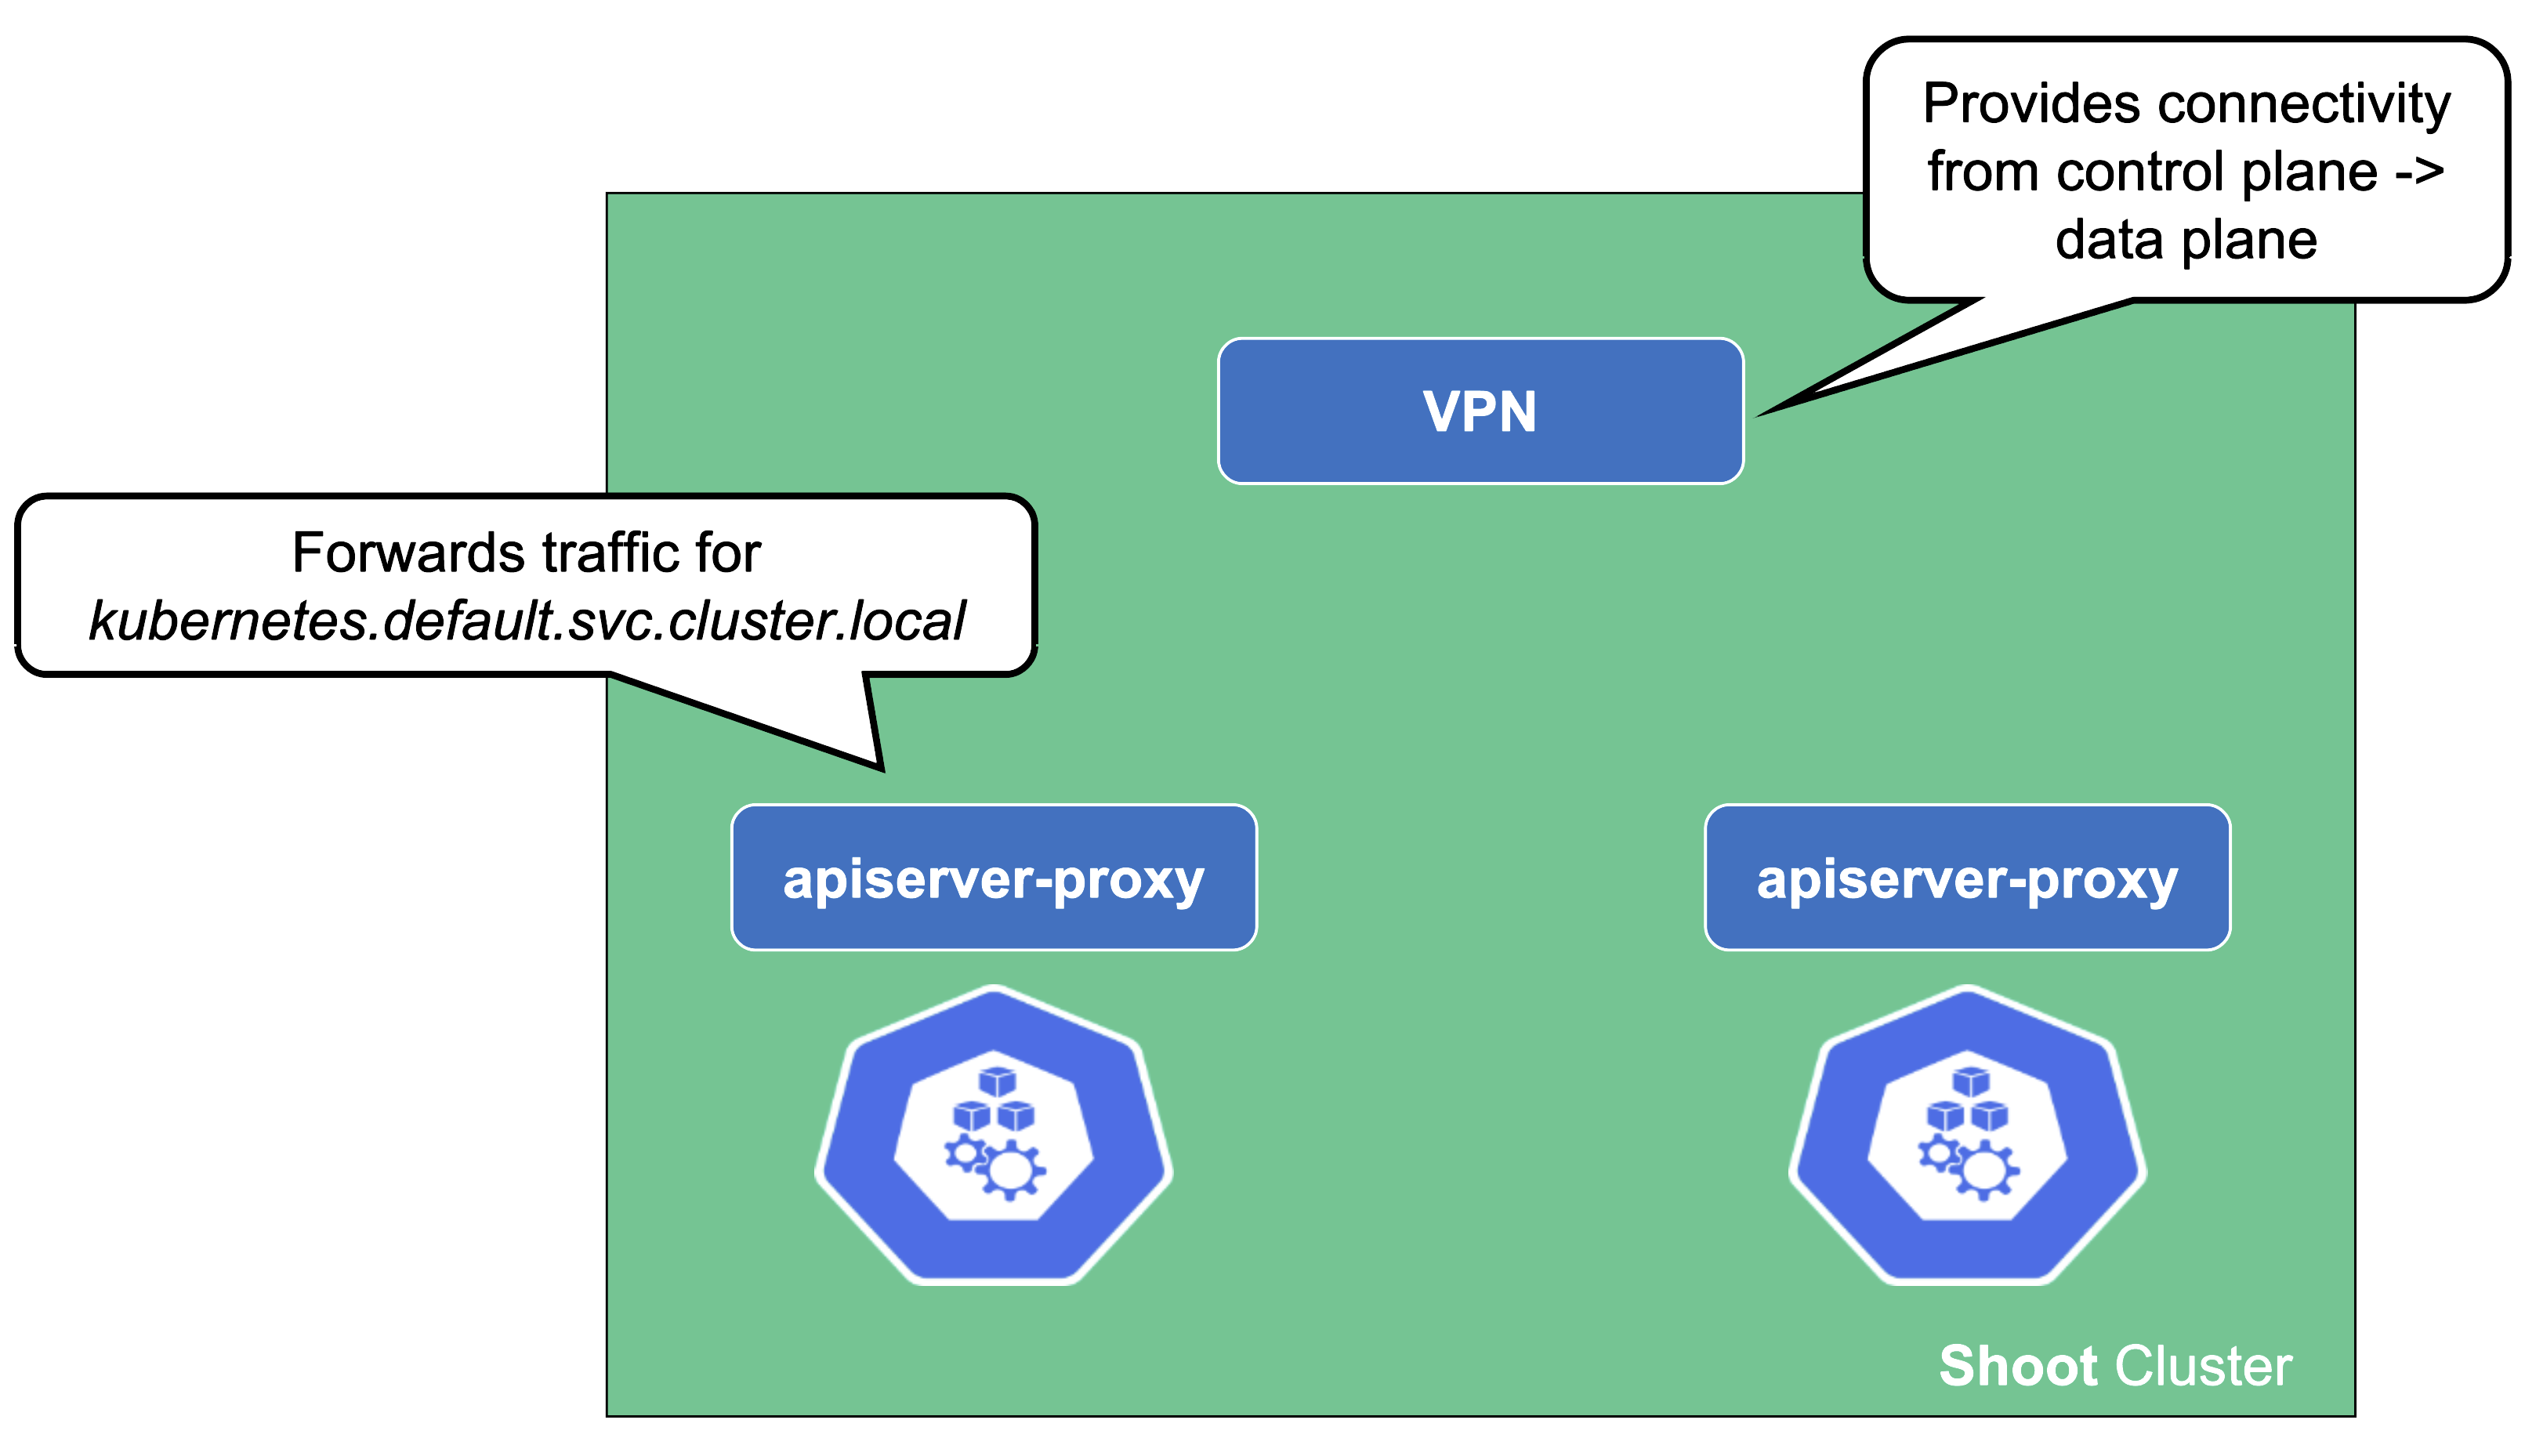 Provides connectivity
from control plane ->
data plane
VPN
Forwards traffic for
kubernetes.default.svc.cluster.local
apiserver-proxy
apiserver-proxy
Shoot Cluster